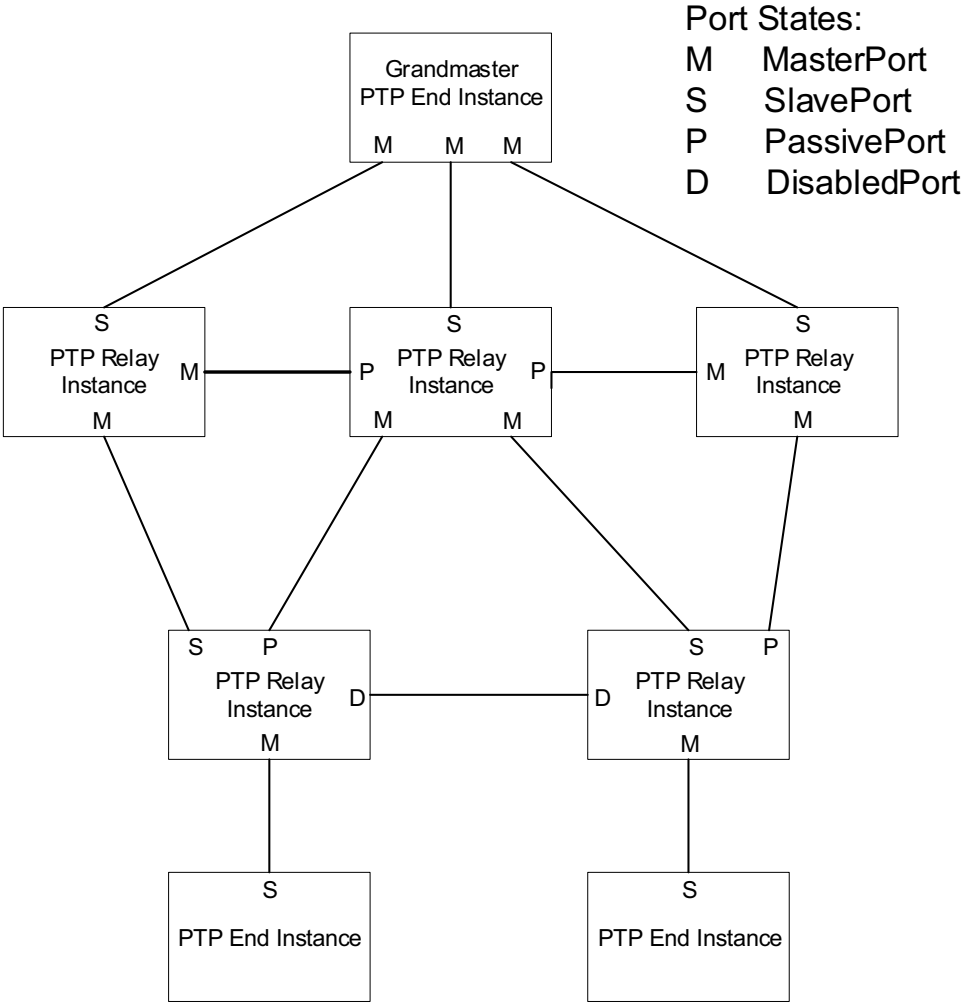 Port States:
M MasterPort
S SlavePort
P PassivePort
D DisabledPort
Grandmaster
PTP End Instance
M M M
S
PTP Relay
Instance
M
M
S
PTP Relay
Instance
P
P
M
M
S
PTP Relay
Instance
M
M
S
P
PTP Relay
Instance
D
M
S
P
PTP Relay
Instance
D
M
S
PTP End Instance
S
PTP End Instance